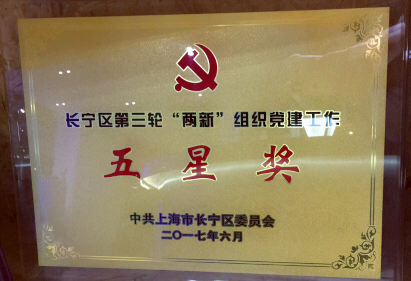 长宁区第三轮“两新”组织党建工作
五星奖
中共上海市长宁区委员会
二〇一七年六月